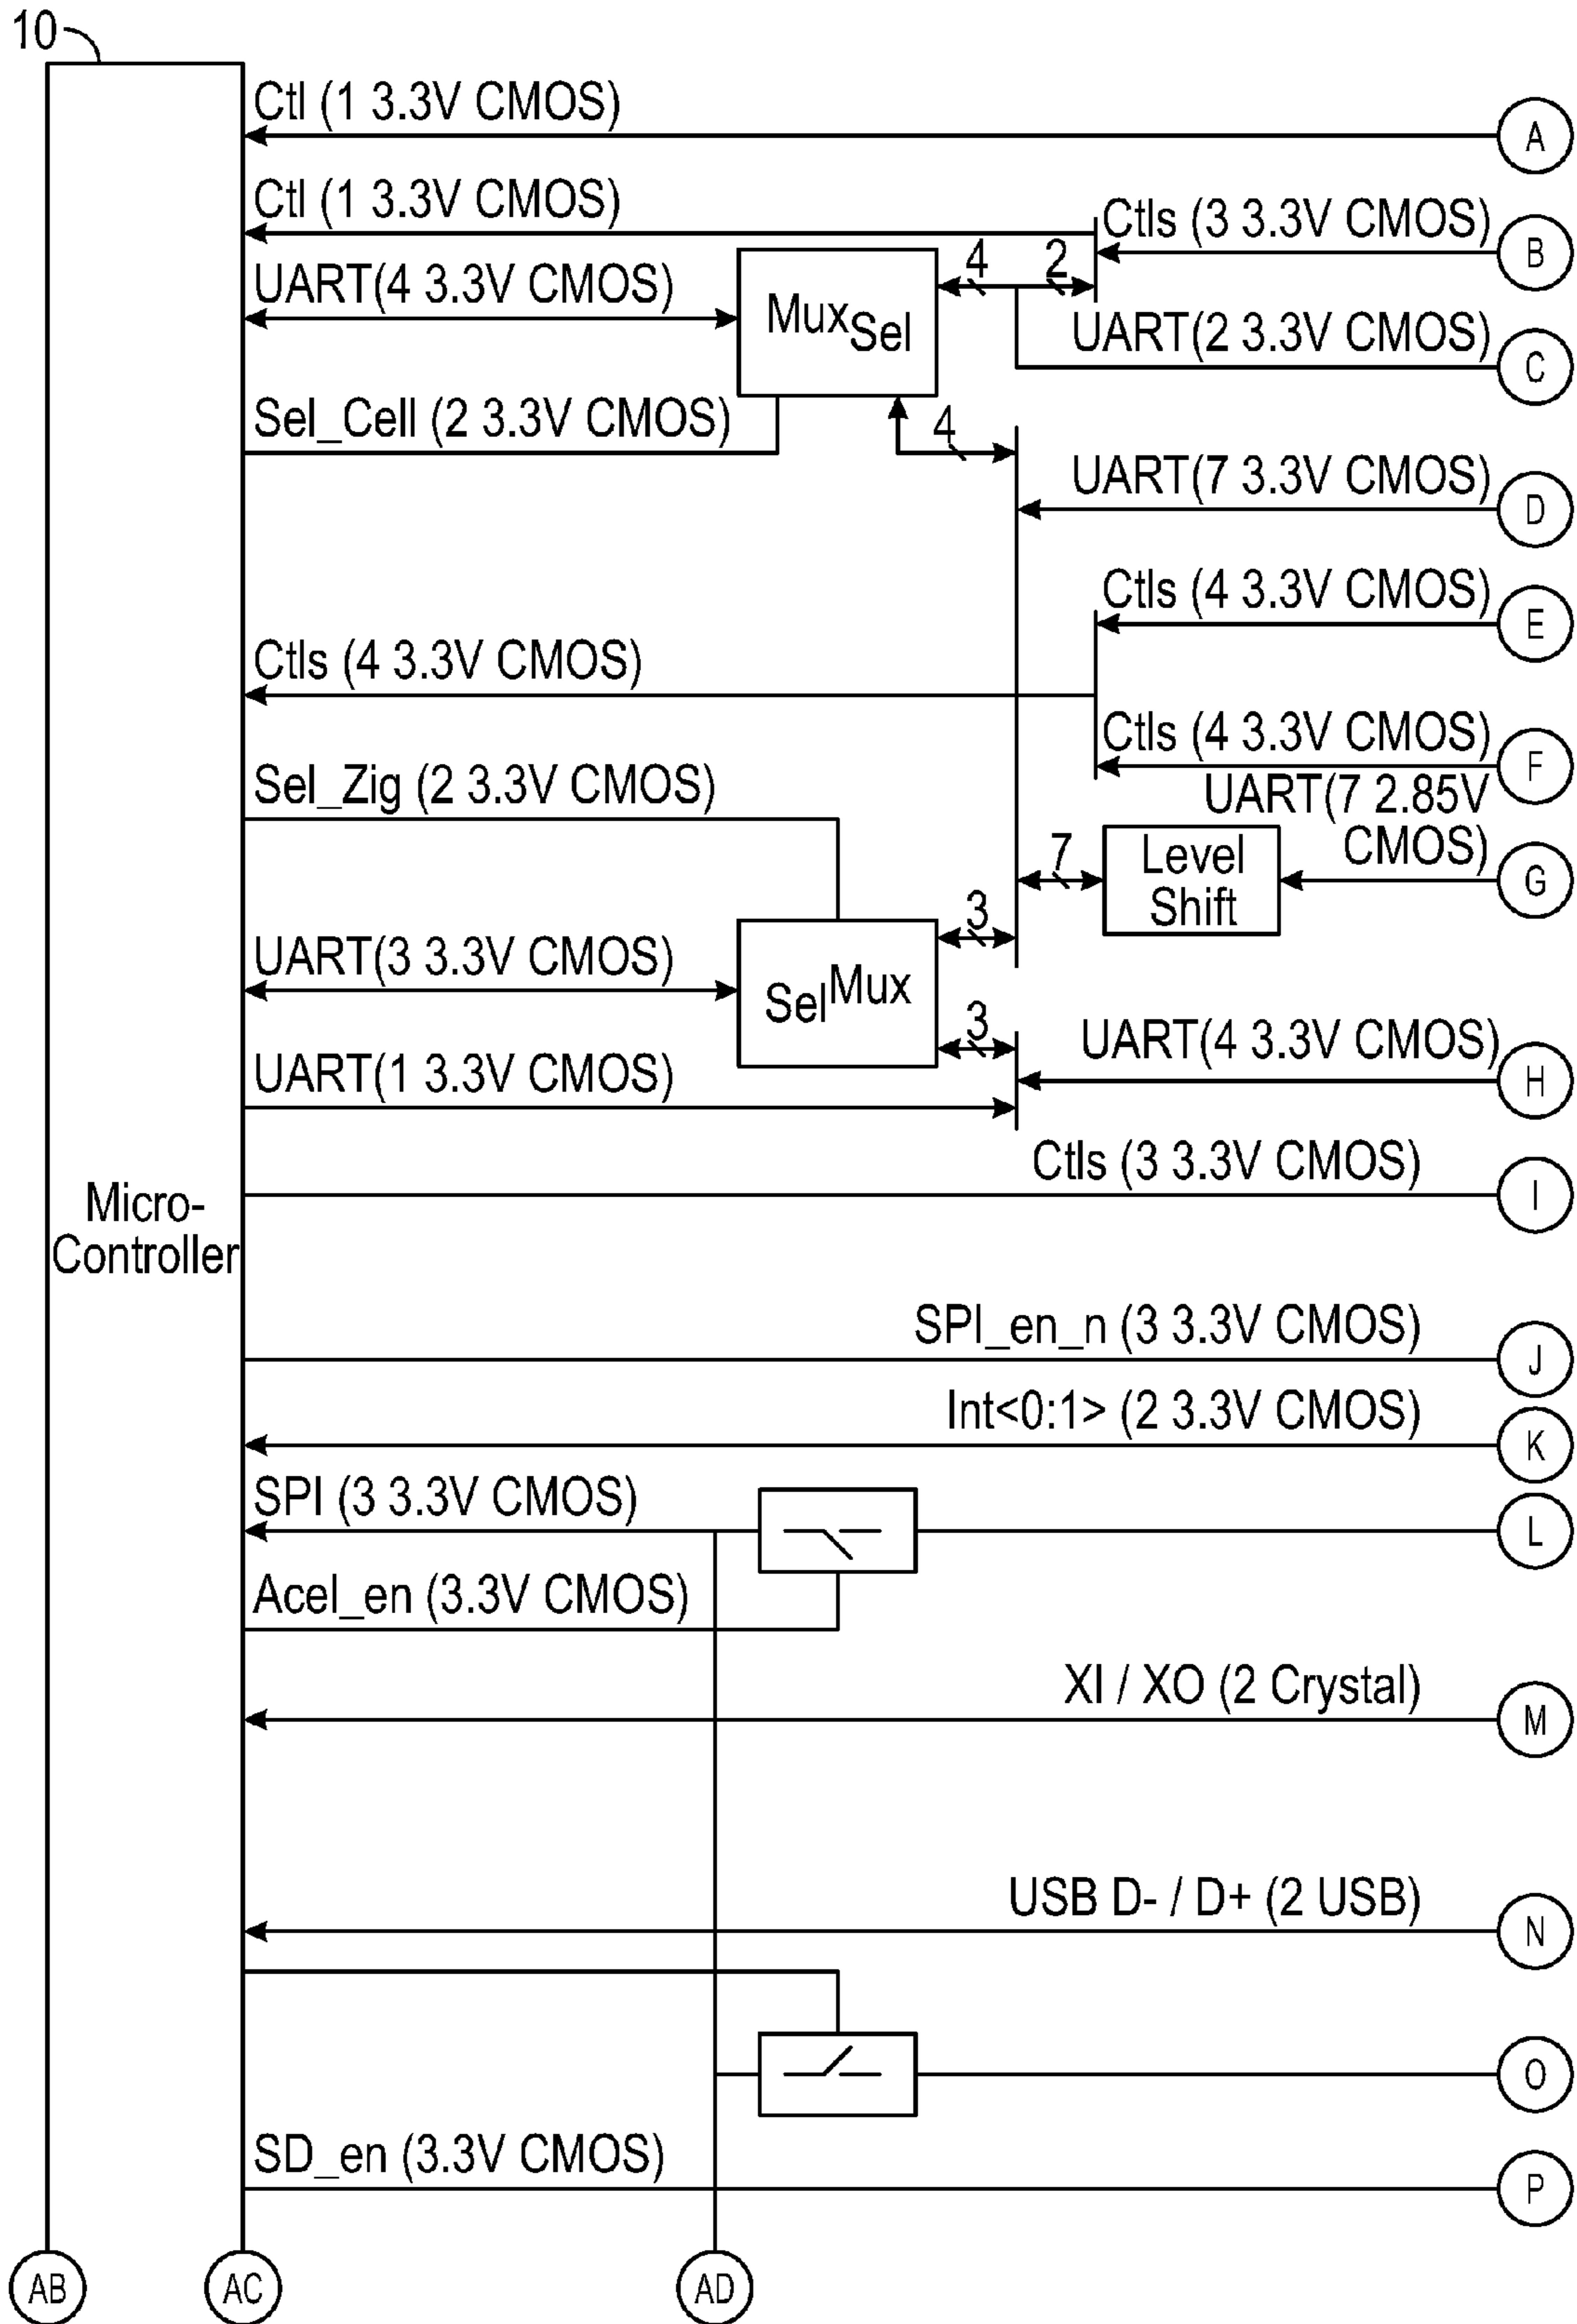 10
Ctl (1 3.3V CMOS)
A
Ctl (1 3.3V CMOS)
Ctls (3 3.3V CMOS)
B
4
2
UART(4 3.3V CMOS)
MuxSel
UART(2 3.3V CMOS)
C
Sel_Cell (2 3.3V CMOS)
4
UART(7 3.3V CMOS)
D
Ctls (4 3.3V CMOS)
E
Ctls (4 3.3V CMOS)
Ctls (4 3.3V CMOS)
F
Sel_Zig (2 3.3V CMOS)
UART(7 2.85V
CMOS)
7
Level
Shift
G
3
UART(3 3.3V CMOS)
SelMux
3
UART(4 3.3V CMOS)
H
UART(1 3.3V CMOS)
Ctls (3 3.3V CMOS)
I
Micro-
Controller
SPI_en_n (3 3.3V CMOS)
J
Int<0:1> (2 3.3V CMOS)
K
SPI (3 3.3V CMOS)
L
Acel_en (3.3V CMOS)
XI / XO (2 Crystal)
M
USB D- / D+ (2 USB)
N
O
SD_en (3.3V CMOS)
P
AB
AC
AD